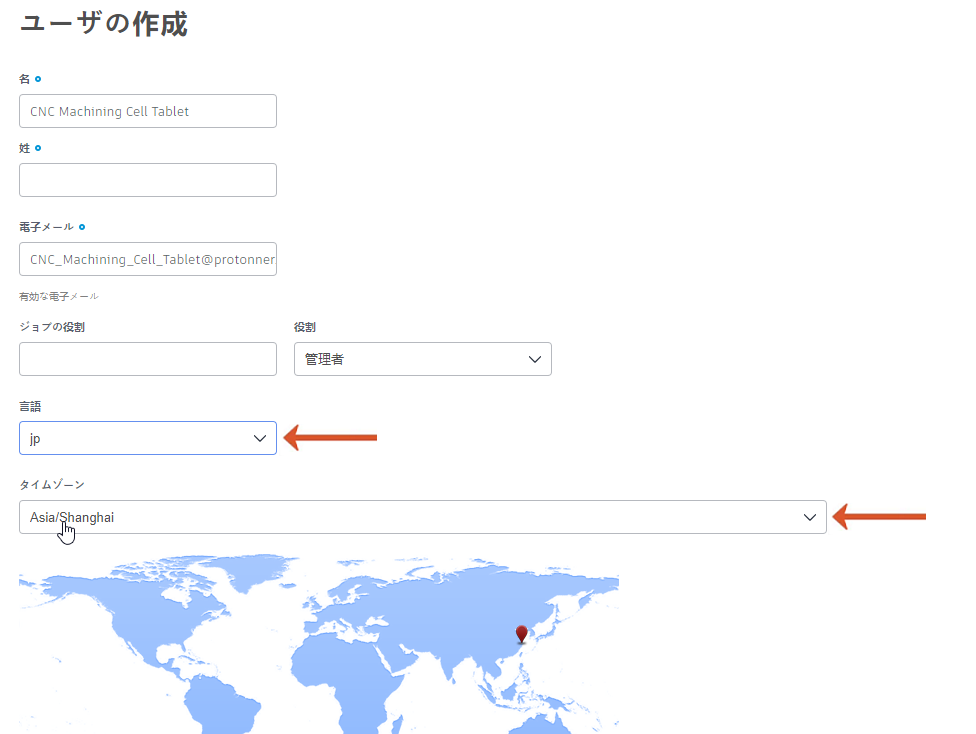 ユーザの作成
名
CNC Machining Cell Tablet
姓
電子メール
CNC_Machining_Cell_Tablet@protonner
有効な電子メール
ジョブの役割
役割
管理者
言語
jp
タイムゾーン
Asia/Shanghai